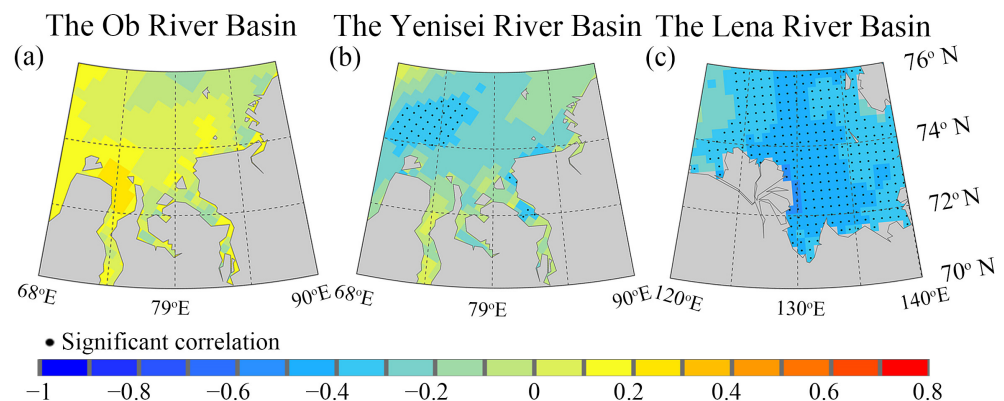 The Ob River Basin
The Yenisei River Basin
The Lena River Basin
(a)
(b)
(c)
76° N
74° N
72° N
70° N
68°E
79°E
90°E
68°E
79°E
90°E
120°E
130°E
140°E
Significant correlation
−1 −0.8 −0.6 −0.4 −0.2 0 0.2 0.4 0.6 0.8